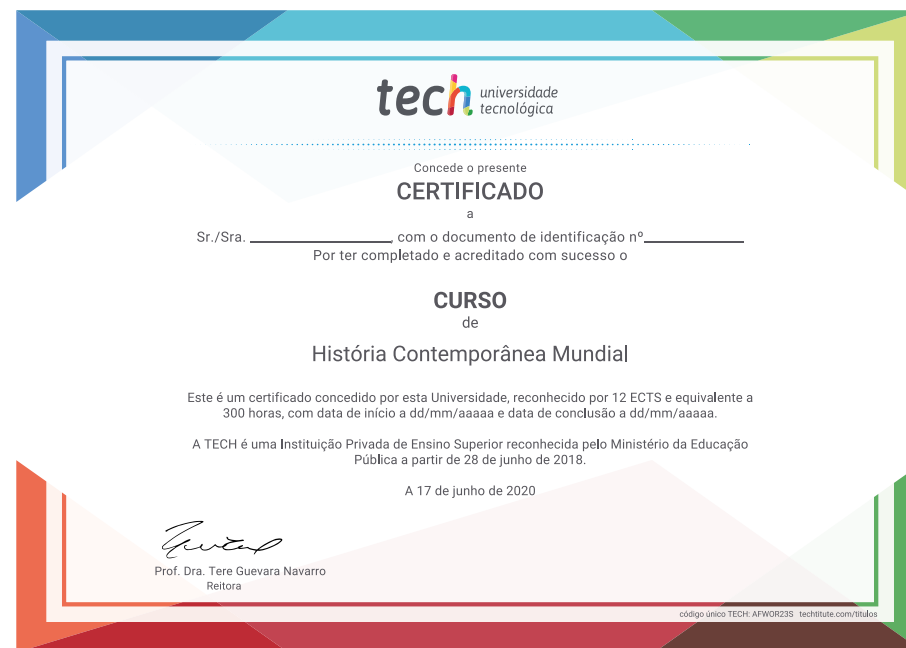 tech universidade
tecnológica
Concede o presente
CERTIFICADO
a
Sr./Sra. , com o documento de identificação nº
Por ter completado e acreditado com sucesso o
CURSO
de
História Contemporânea Mundial
Este é um certificado concedido por esta Universidade, reconhecido por 12 ECTS e equivalente a
300 horas, com data de início a dd/mm/aaaaa e data de conclusão a dd/mm/aaaaa.
A TECH é uma Instituição Privada de Ensino Superior reconhecida pelo Ministério da Educação
Pública a partir de 28 de junho de 2018.
A 17 de junho de 2020
Prof. Dra. Tere Guevara Navarro
Reitora
código único TECH: AFWOR23S techtitute.com/titulos